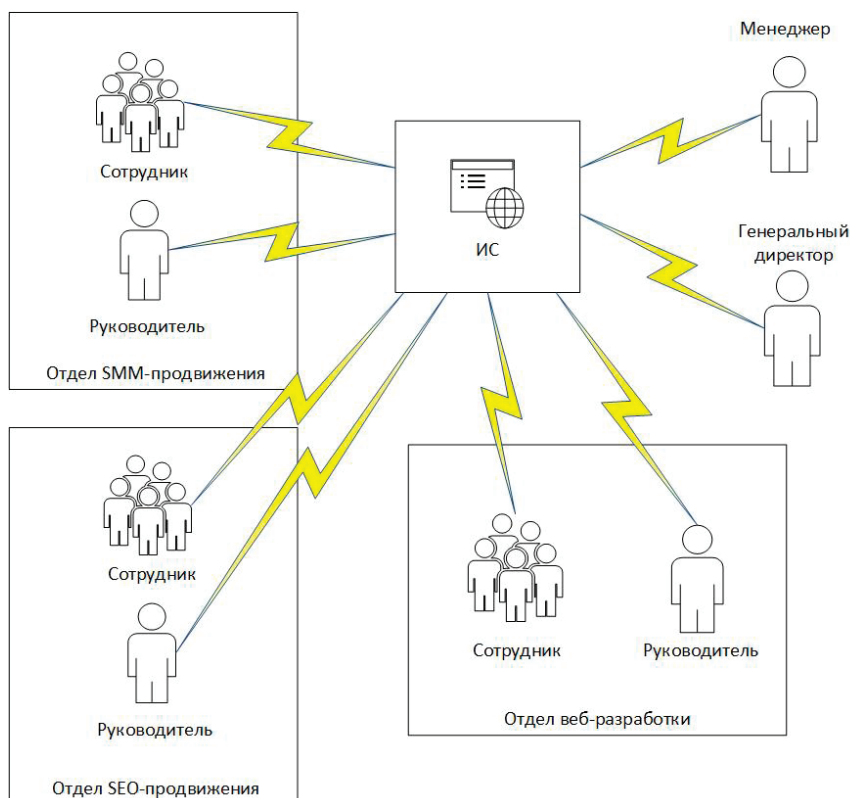 Менеджер
Сотрудник
ИС
Генеральный
директор
Руководитель
Отдел SMM-продвижения
Сотрудник
Руководитель
Отдел SEO-продвижения
Сотрудник
Руководитель
Отдел веб-разработки